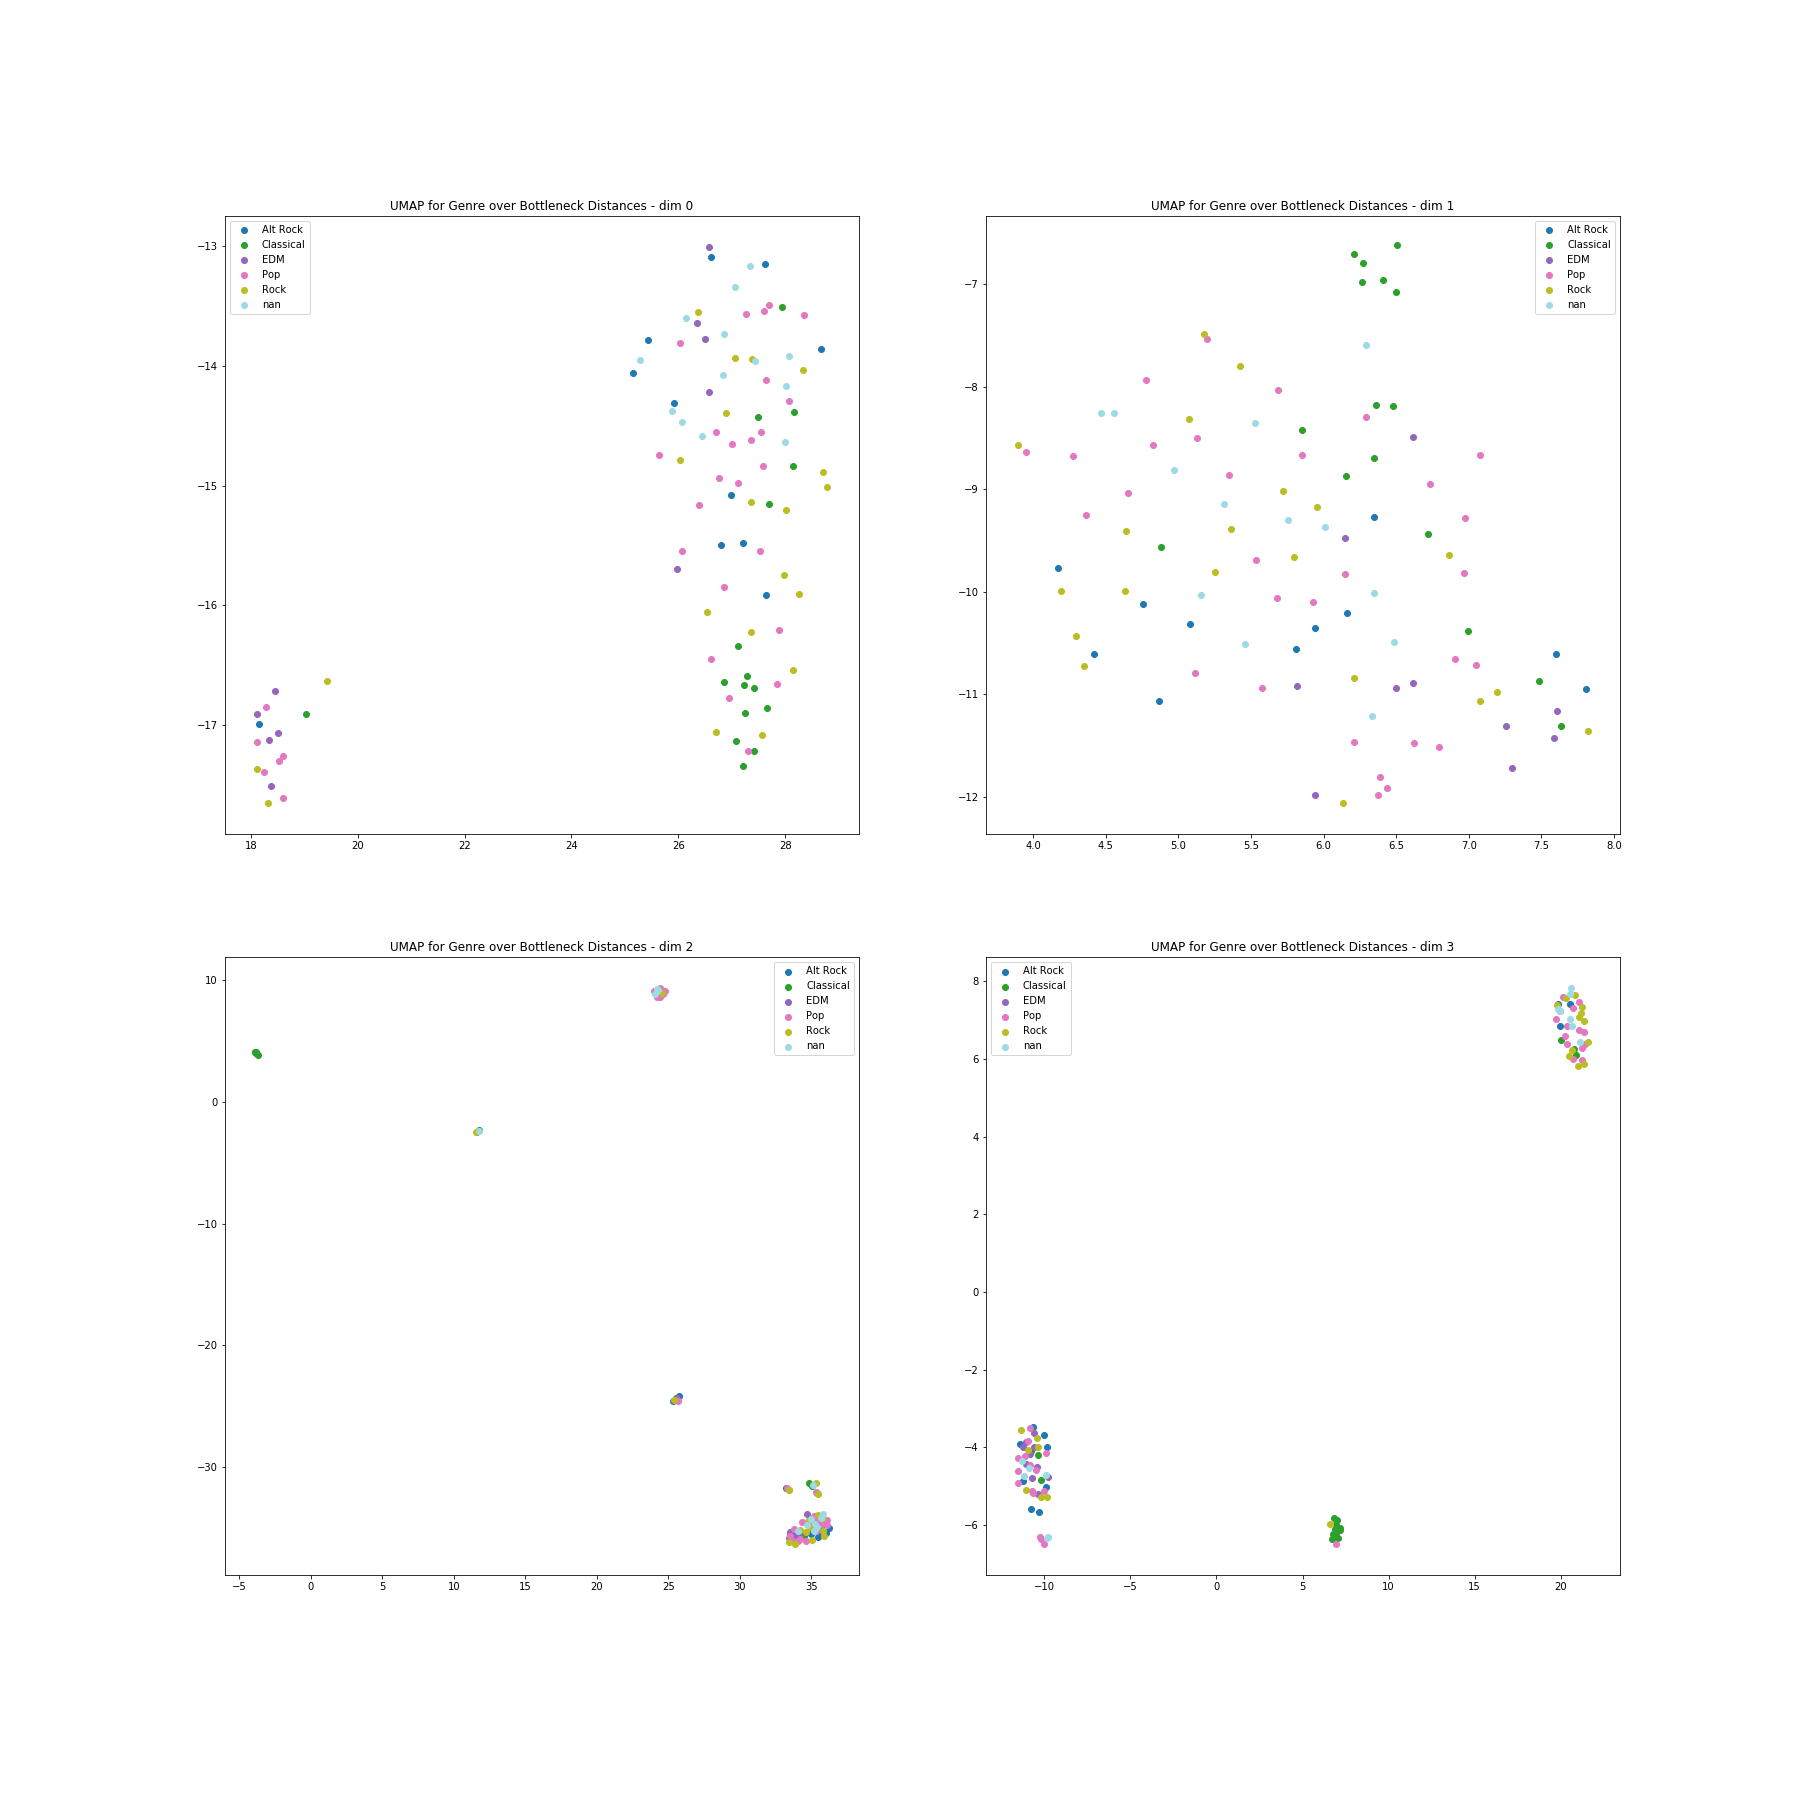 UMAP for Genre over Bottleneck Distances - dim 0
Alt Rock
Classical
EDM
Pop
Rock
nan
−13
−14
−15
−16
−17
18 20 22 24 26 28
UMAP for Genre over Bottleneck Distances - dim 1
Alt Rock
Classical
EDM
Pop
Rock
nan
−7
−8
−9
−10
−11
−12
4.0 4.5 5.0 5.5 6.0 6.5 7.0 7.5 8.0
UMAP for Genre over Bottleneck Distances - dim 2
Alt Rock
Classical
EDM
Pop
Rock
nan
10
0
−10
−20
−30
−5 0 5 10 15 20 25 30 35
UMAP for Genre over Bottleneck Distances - dim 3
Alt Rock
Classical
EDM
Pop
Rock
nan
8
6
4
2
0
−2
−4
−6
−10 −5 0 5 10 15 20